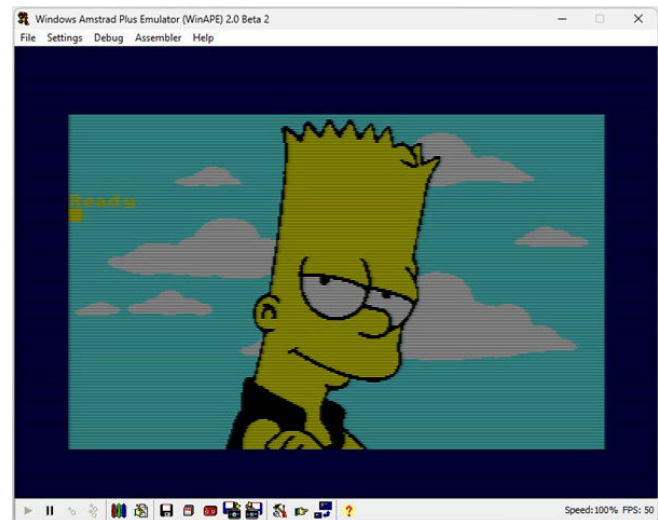 Windows Amstrad Plus Emulator (WinAPE) 2.0 Beta 2
File Settings Debug Assembler Help
Ready
Speed:100% FPS: 50